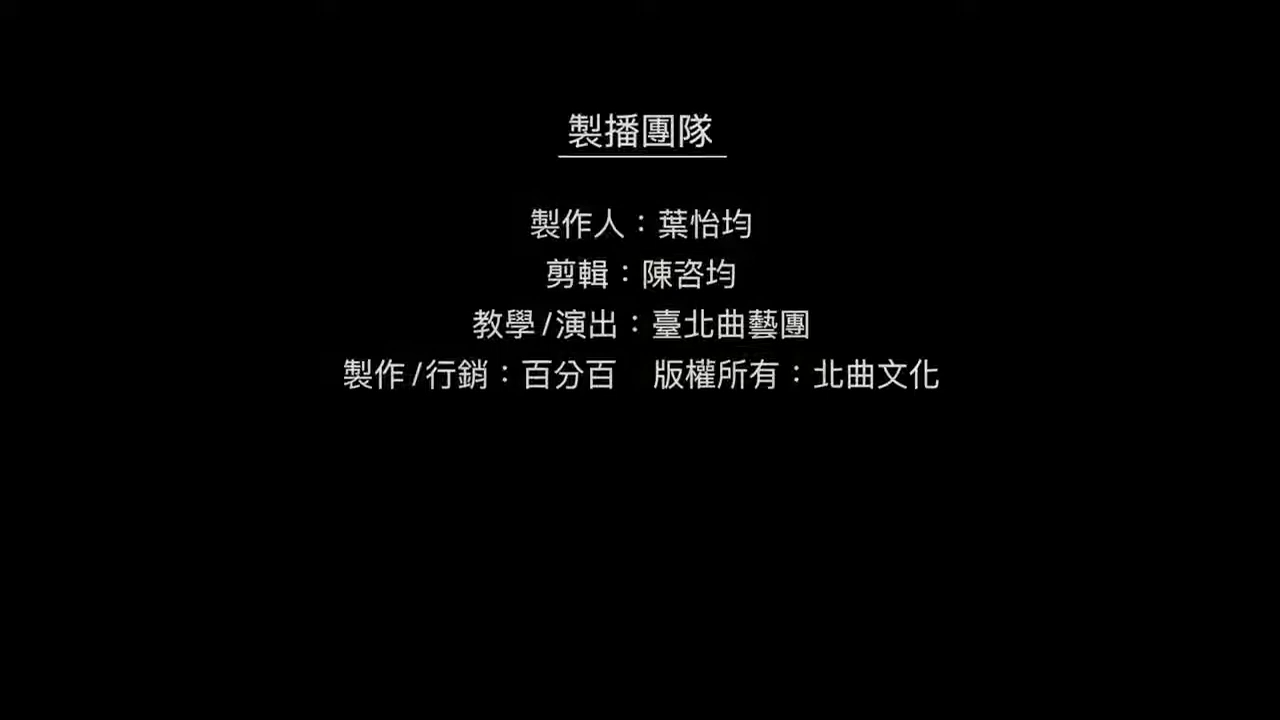 製播團隊
製作人：葉怡均
剪輯：陳咨均
教學/演出：臺北曲藝團
製作/行銷：百分百 版權所有：北曲文化